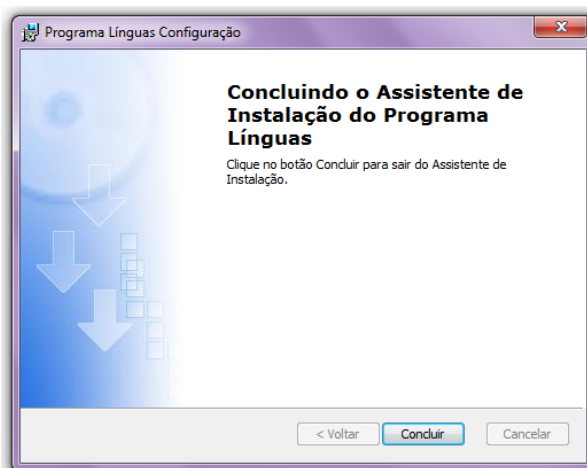 Programa Línguas Configuração
Concluindo o Assistente de
Instalação do Programa
Línguas
Clique no botão Concluir para sair do Assistente de
Instalação.
< Voltar
Concluir
Cancelar